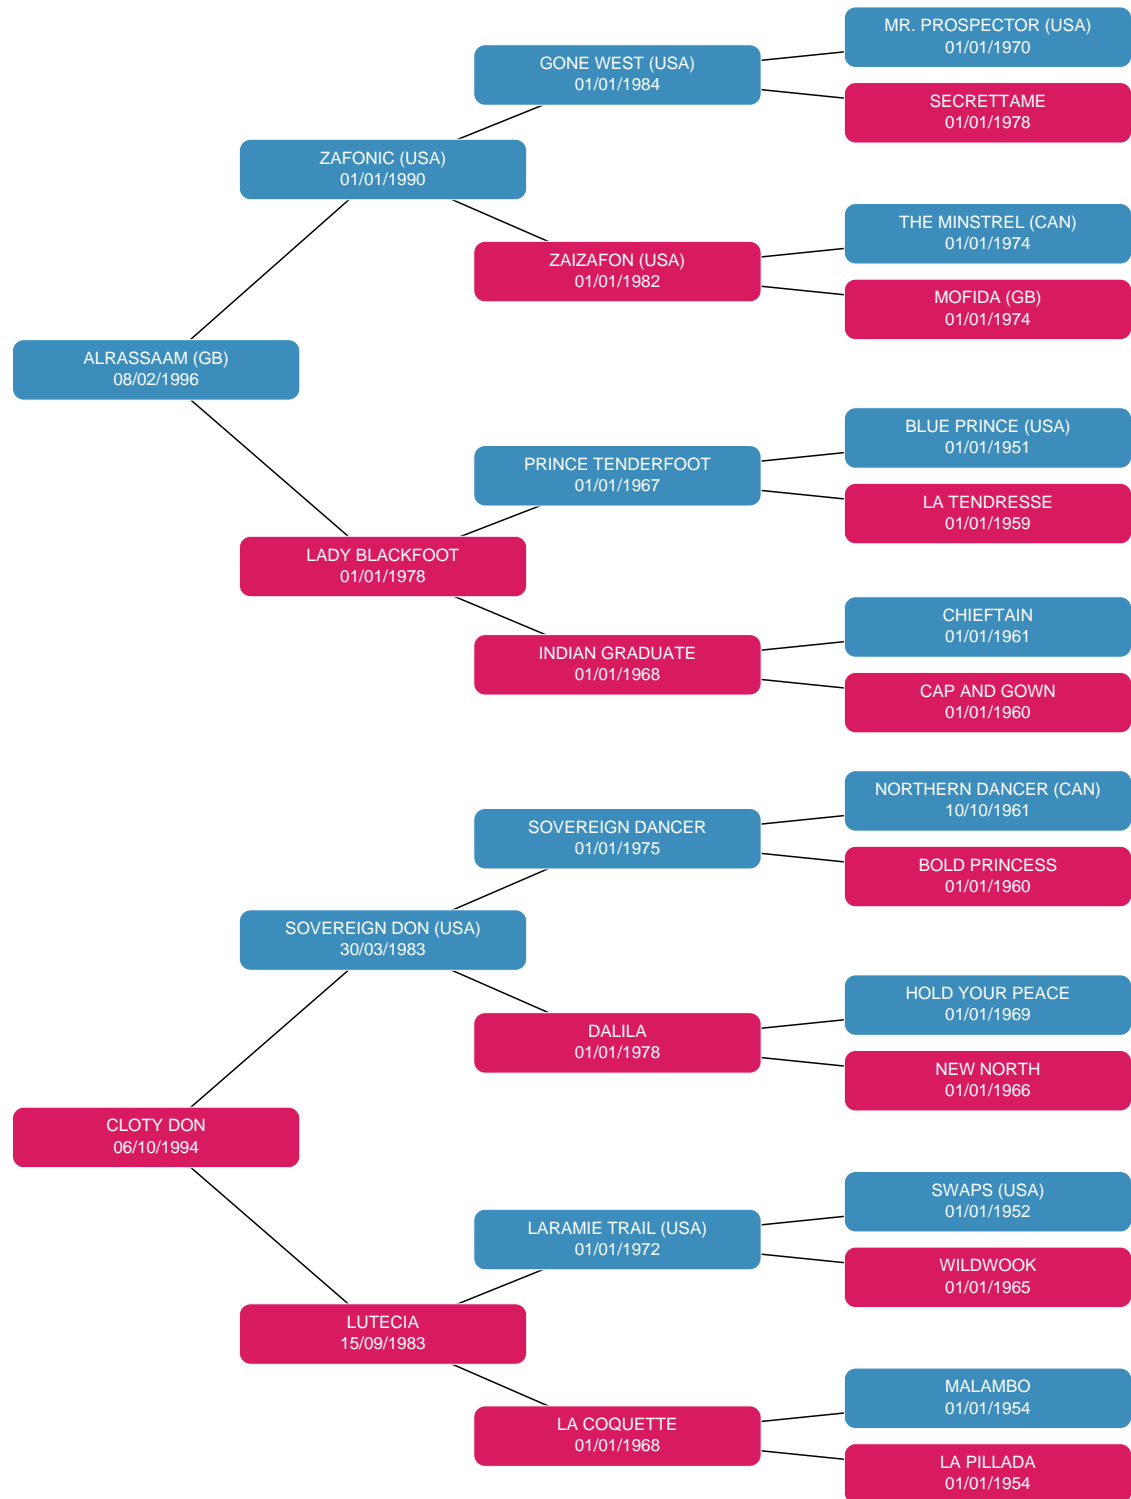 MR. PROSPECTOR (USA)
01/01/1970
GONE WEST (USA)
01/01/1984
SECRETTAME
01/01/1978
ZAFONIC (USA)
01/01/1990
THE MINSTREL (CAN)
01/01/1974
ZAIZAFON (USA)
01/01/1982
MOFIDA (GB)
01/01/1974
ALRASSAAM (GB)
08/02/1996
BLUE PRINCE (USA)
01/01/1951
PRINCE TENDERFOOT
01/01/1967
LA TENDRESSE
01/01/1959
LADY BLACKFOOT
01/01/1978
CHIEFTAIN
01/01/1961
INDIAN GRADUATE
01/01/1968
CAP AND GOWN
01/01/1960
NORTHERN DANCER (CAN)
10/10/1961
SOVEREIGN DANCER
01/01/1975
BOLD PRINCESS
01/01/1960
SOVEREIGN DON (USA)
30/03/1983
HOLD YOUR PEACE
01/01/1969
DALILA
01/01/1978
NEW NORTH
01/01/1966
CLOTY DON
06/10/1994
SWAPS (USA)
01/01/1952
LARAMIE TRAIL (USA)
01/01/1972
WILDWOOK
01/01/1965
LUTECIA
15/09/1983
MALAMBO
01/01/1954
LA COQUETTE
01/01/1968
LA PILLADA
01/01/1954